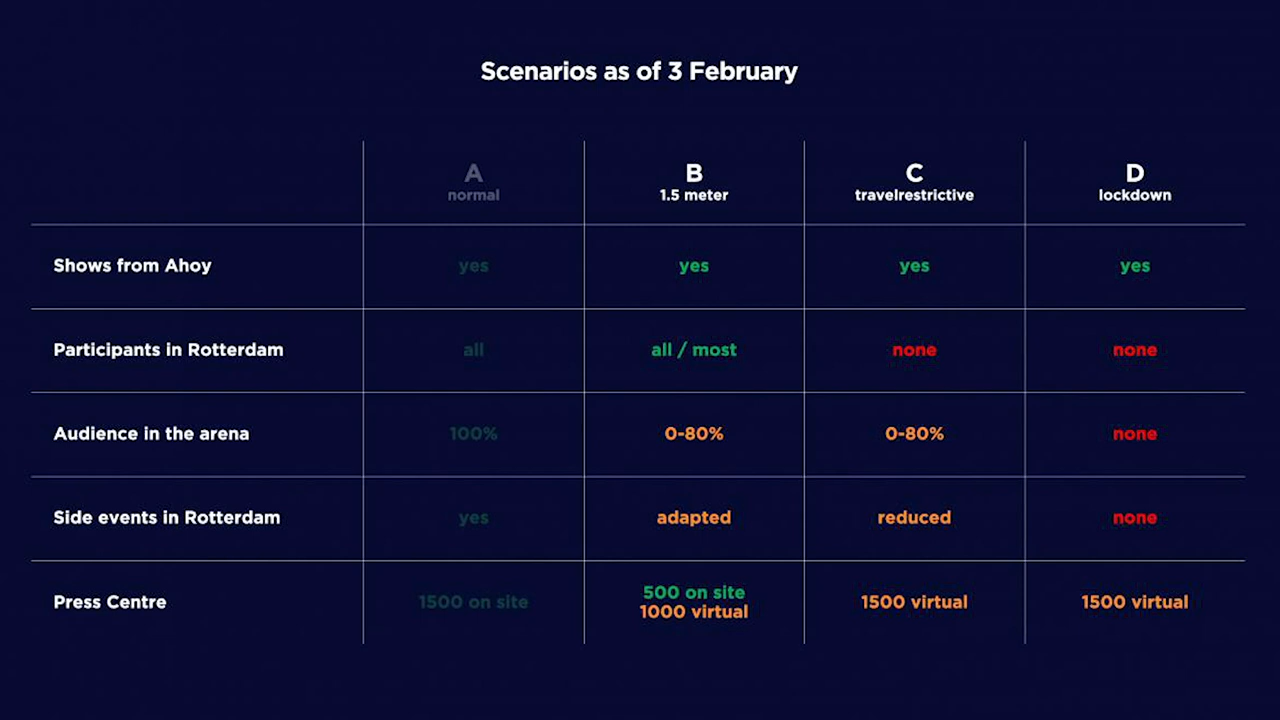 Scenarios as of 3 February
A
normal
B
1.5 meter
C
travelrestrictive
D
lockdown
Shows from Ahoy
yes
yes
yes
yes
Participants in Rotterdam
all
all / most
none
none
Audience in the arena
100%
0-80%
0-80%
none
Side events in Rotterdam
yes
adapted
reduced
none
Press Centre
1500 on site
500 on site
1000 virtual
1500 virtual
1500 virtual